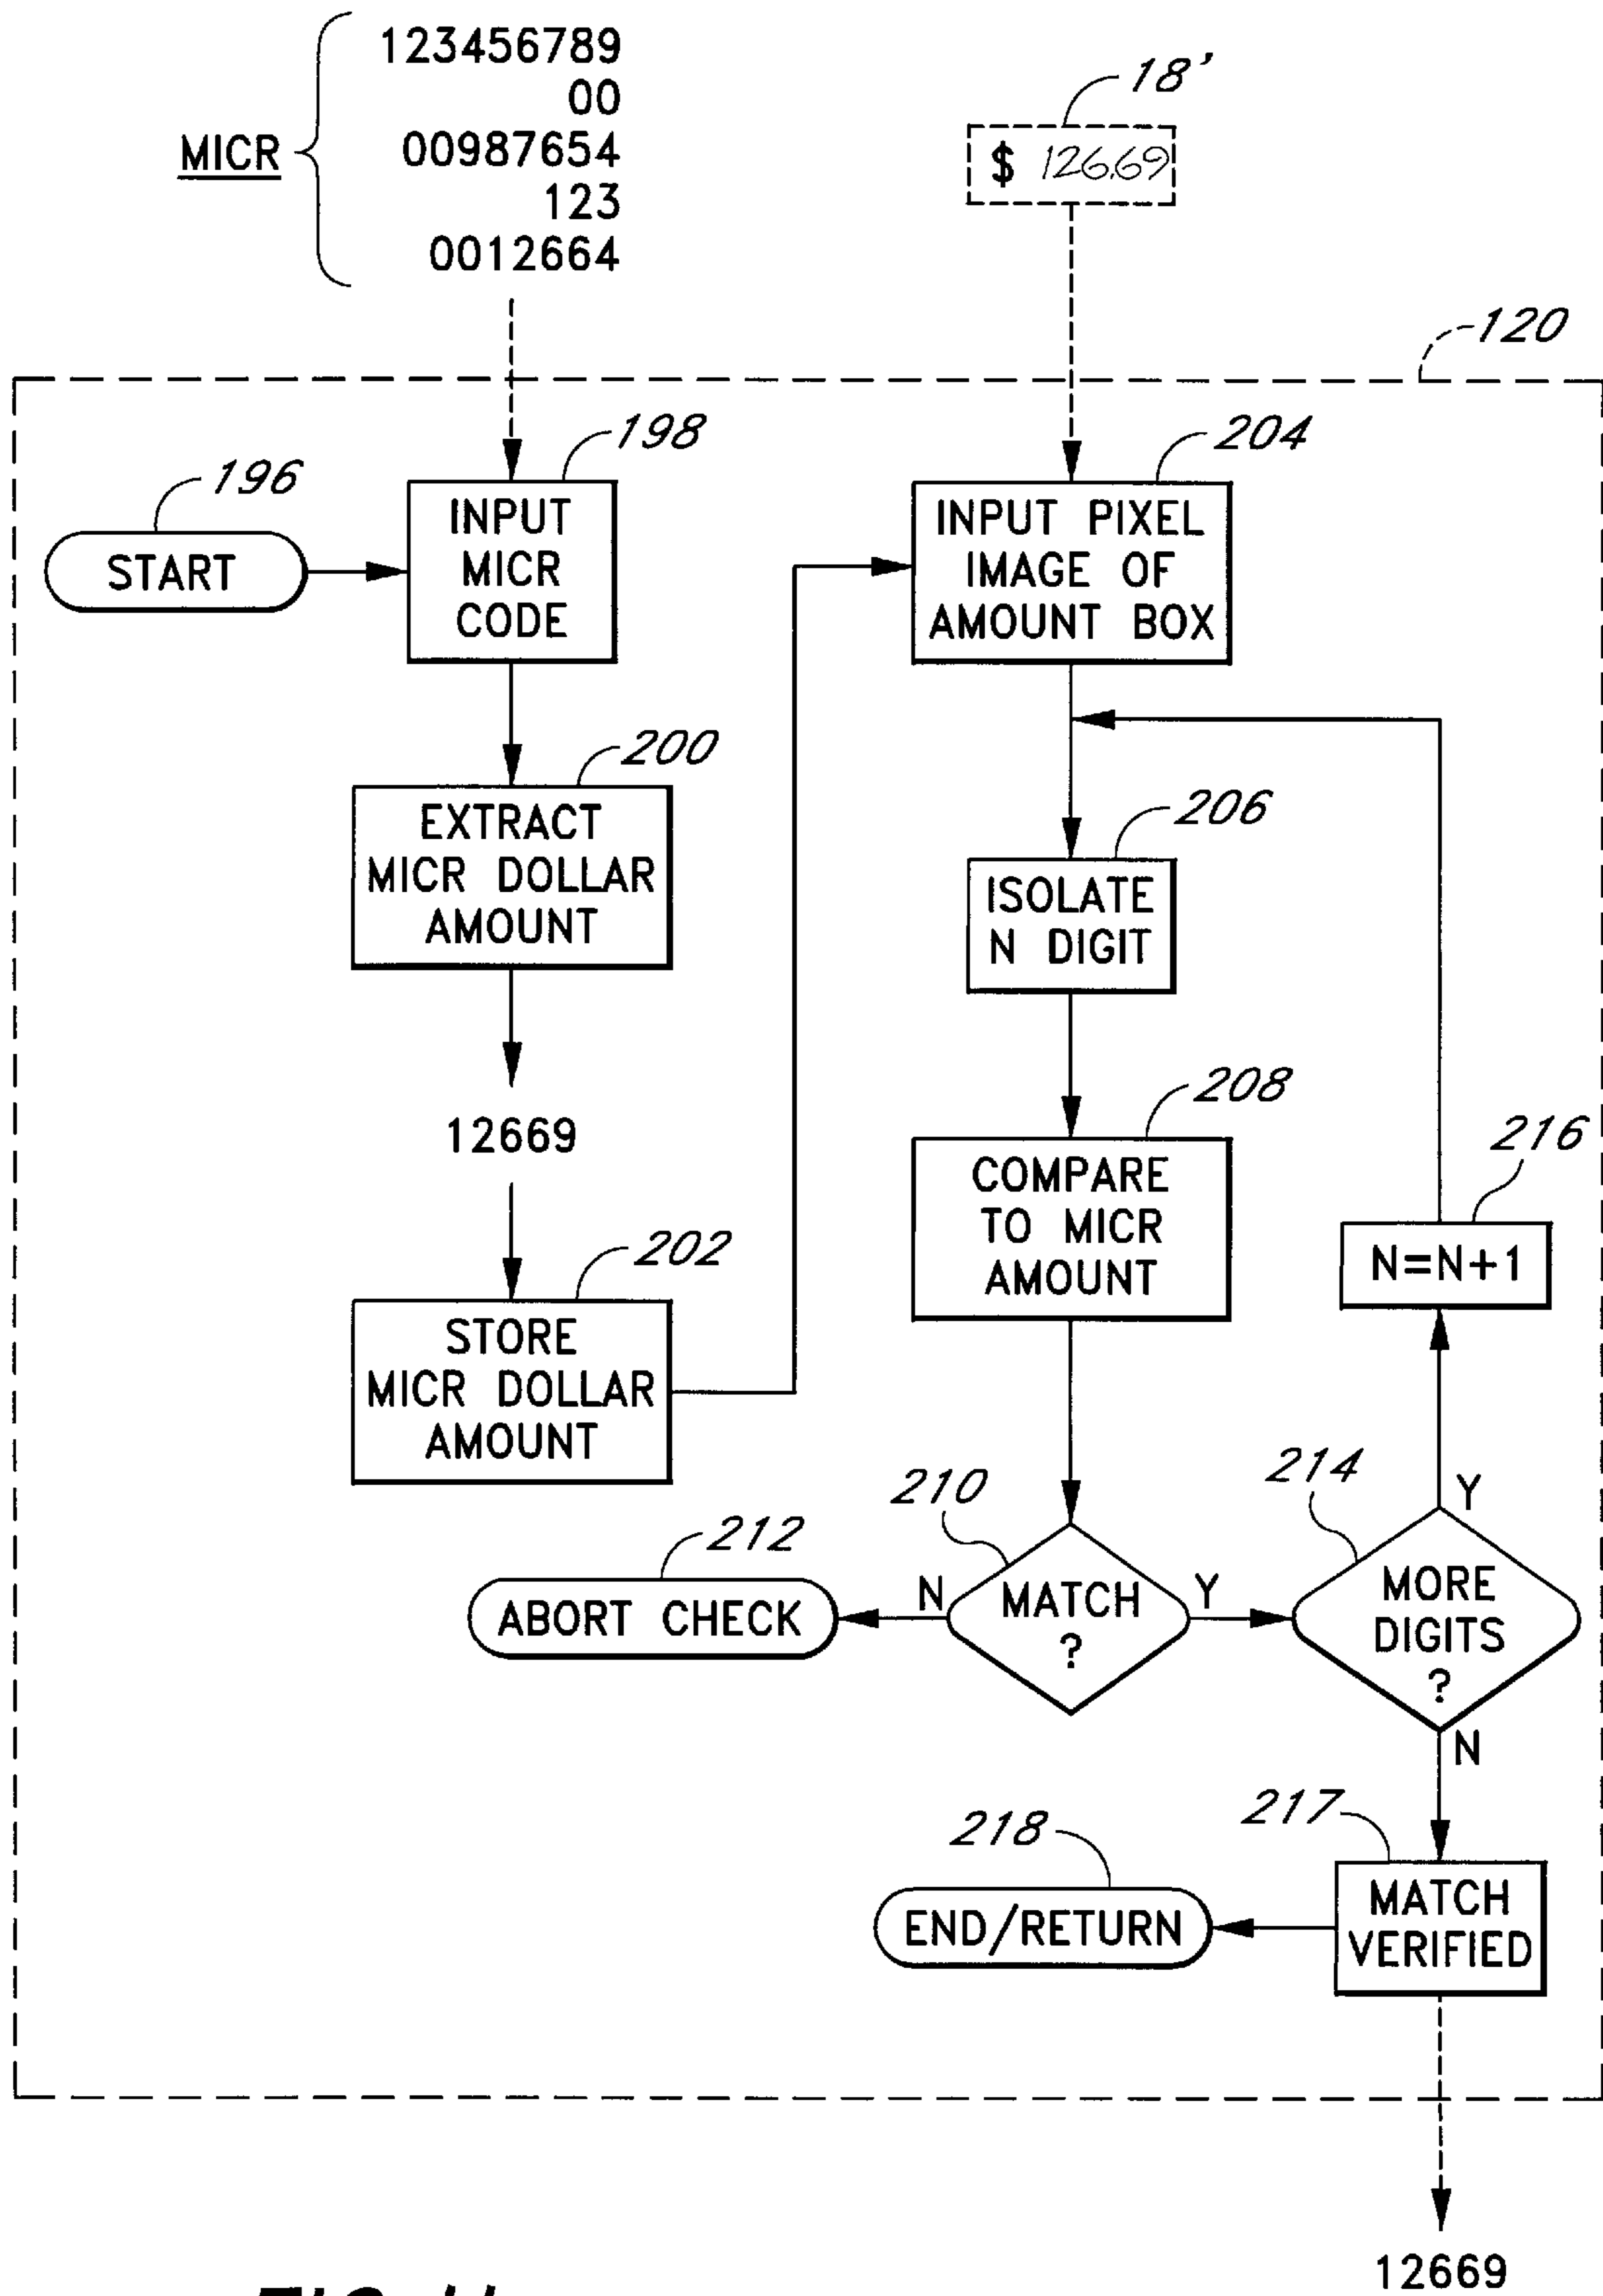 MICR
123456789
00
00987654
123
0012664
18'
$ 126.69
120
196
START
198
INPUT
MICR
CODE
200
EXTRACT
MICR DOLLAR
AMOUNT
12669
202
STORE
MICR DOLLAR
AMOUNT
204
INPUT PIXEL
IMAGE OF
AMOUNT BOX
206
ISOLATE
N DIGIT
208
COMPARE
TO MICR
AMOUNT
216
N=N+1
210
MATCH
?
N
Y
212
ABORT CHECK
214
MORE
DIGITS
?
Y
N
217
MATCH
VERIFIED
218
END/RETURN
12669